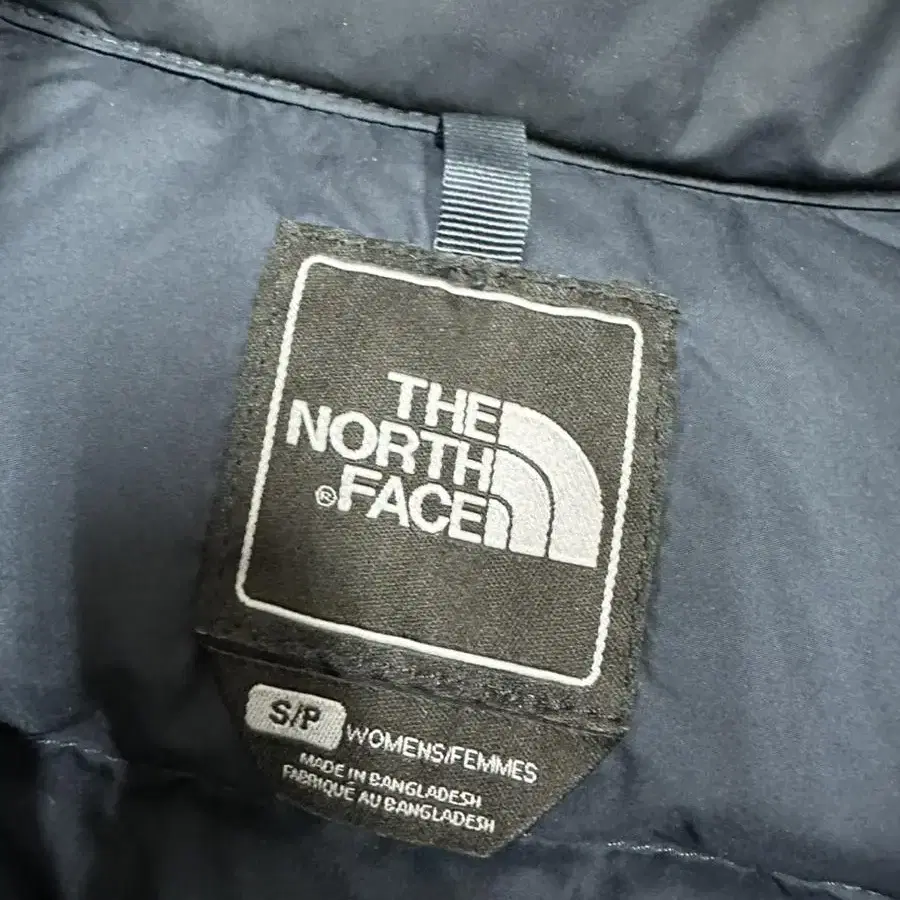 THE
NORTH
®FACE
S/P WOMENS/FEMMES
MADE IN BANGLADESH
FABRIQUE AU BANGLADESH